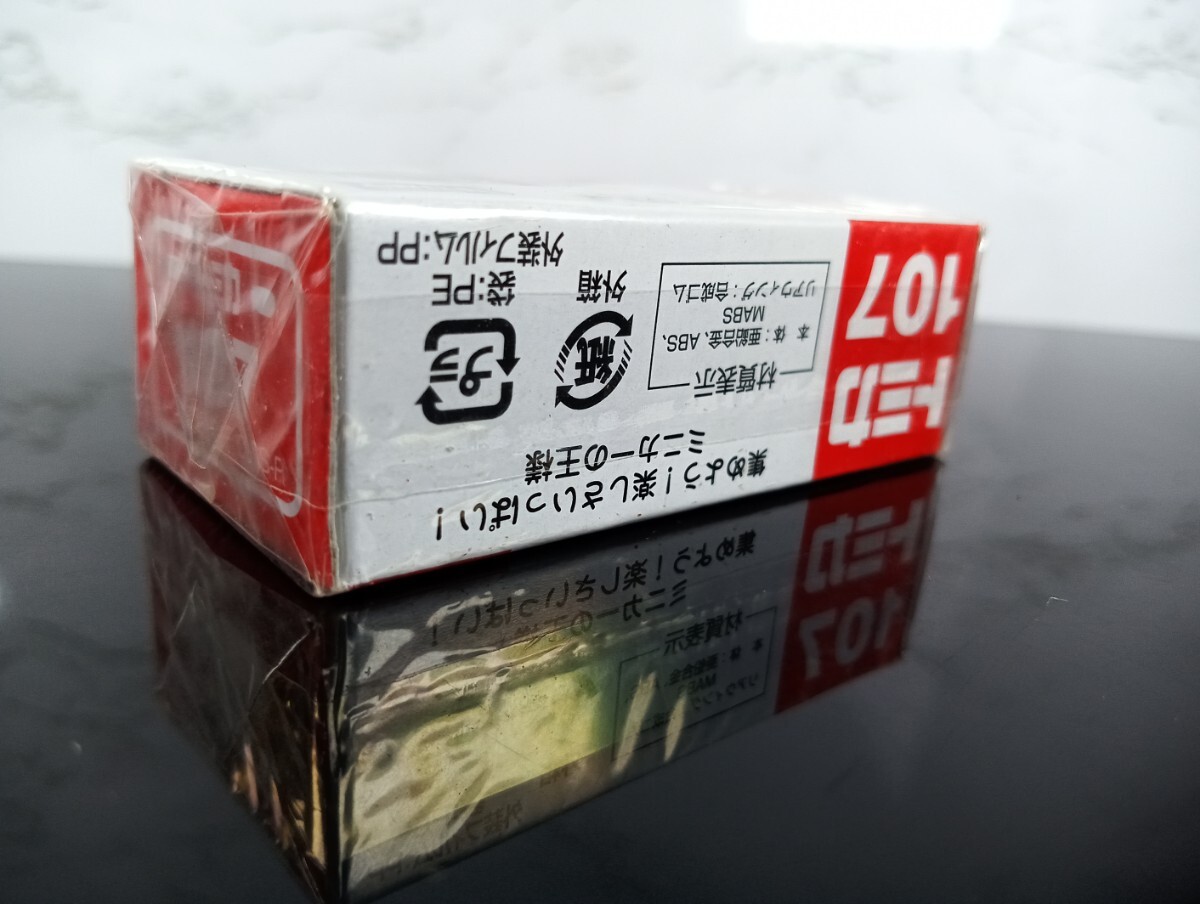 トミカ
107
集めよう!楽しさいっぱい!
ミニカーの王様
材質表示
本 体:亜鉛合金、ABS、
MABS
リアウィング:合成ゴム
紙
外箱
プラ
袋:PE
外装フィルム:PP